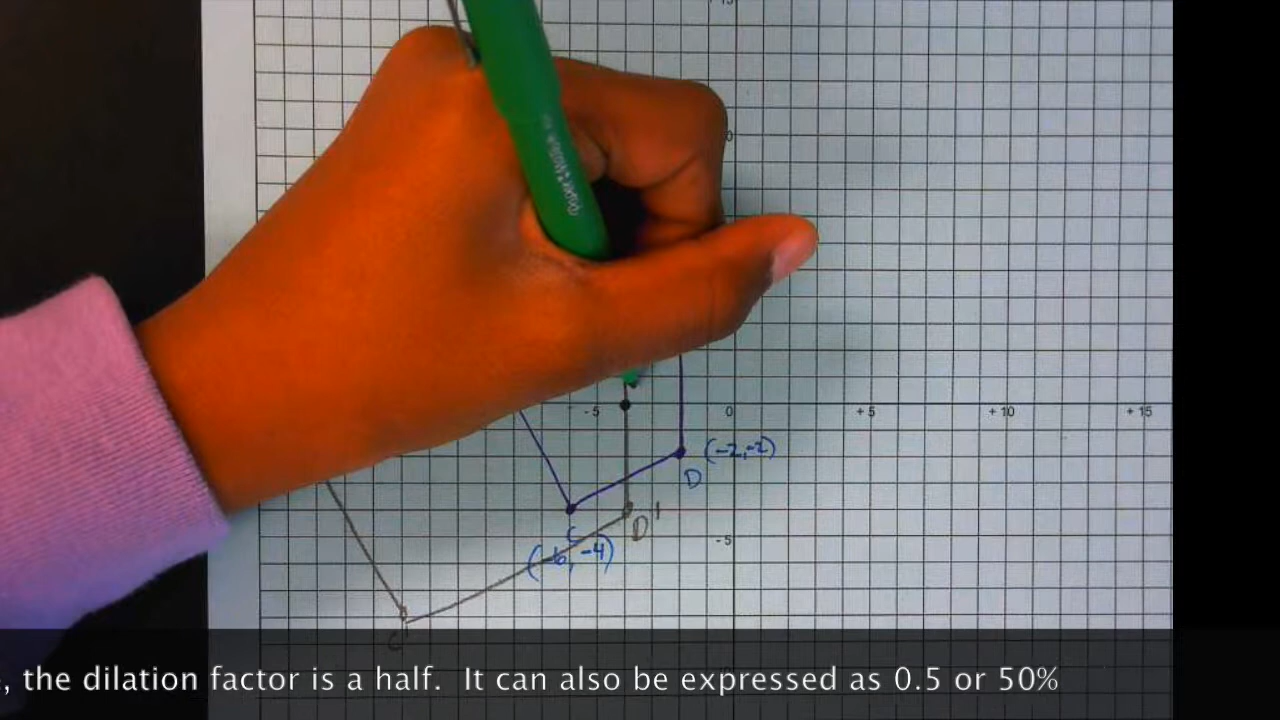 - 5
0
+ 5
+ 10
+ 15
(-2,-2)
D
D'
C
-5
(-6, -4)
, the dilation factor is a half. It can also be expressed as 0.5 or 50%